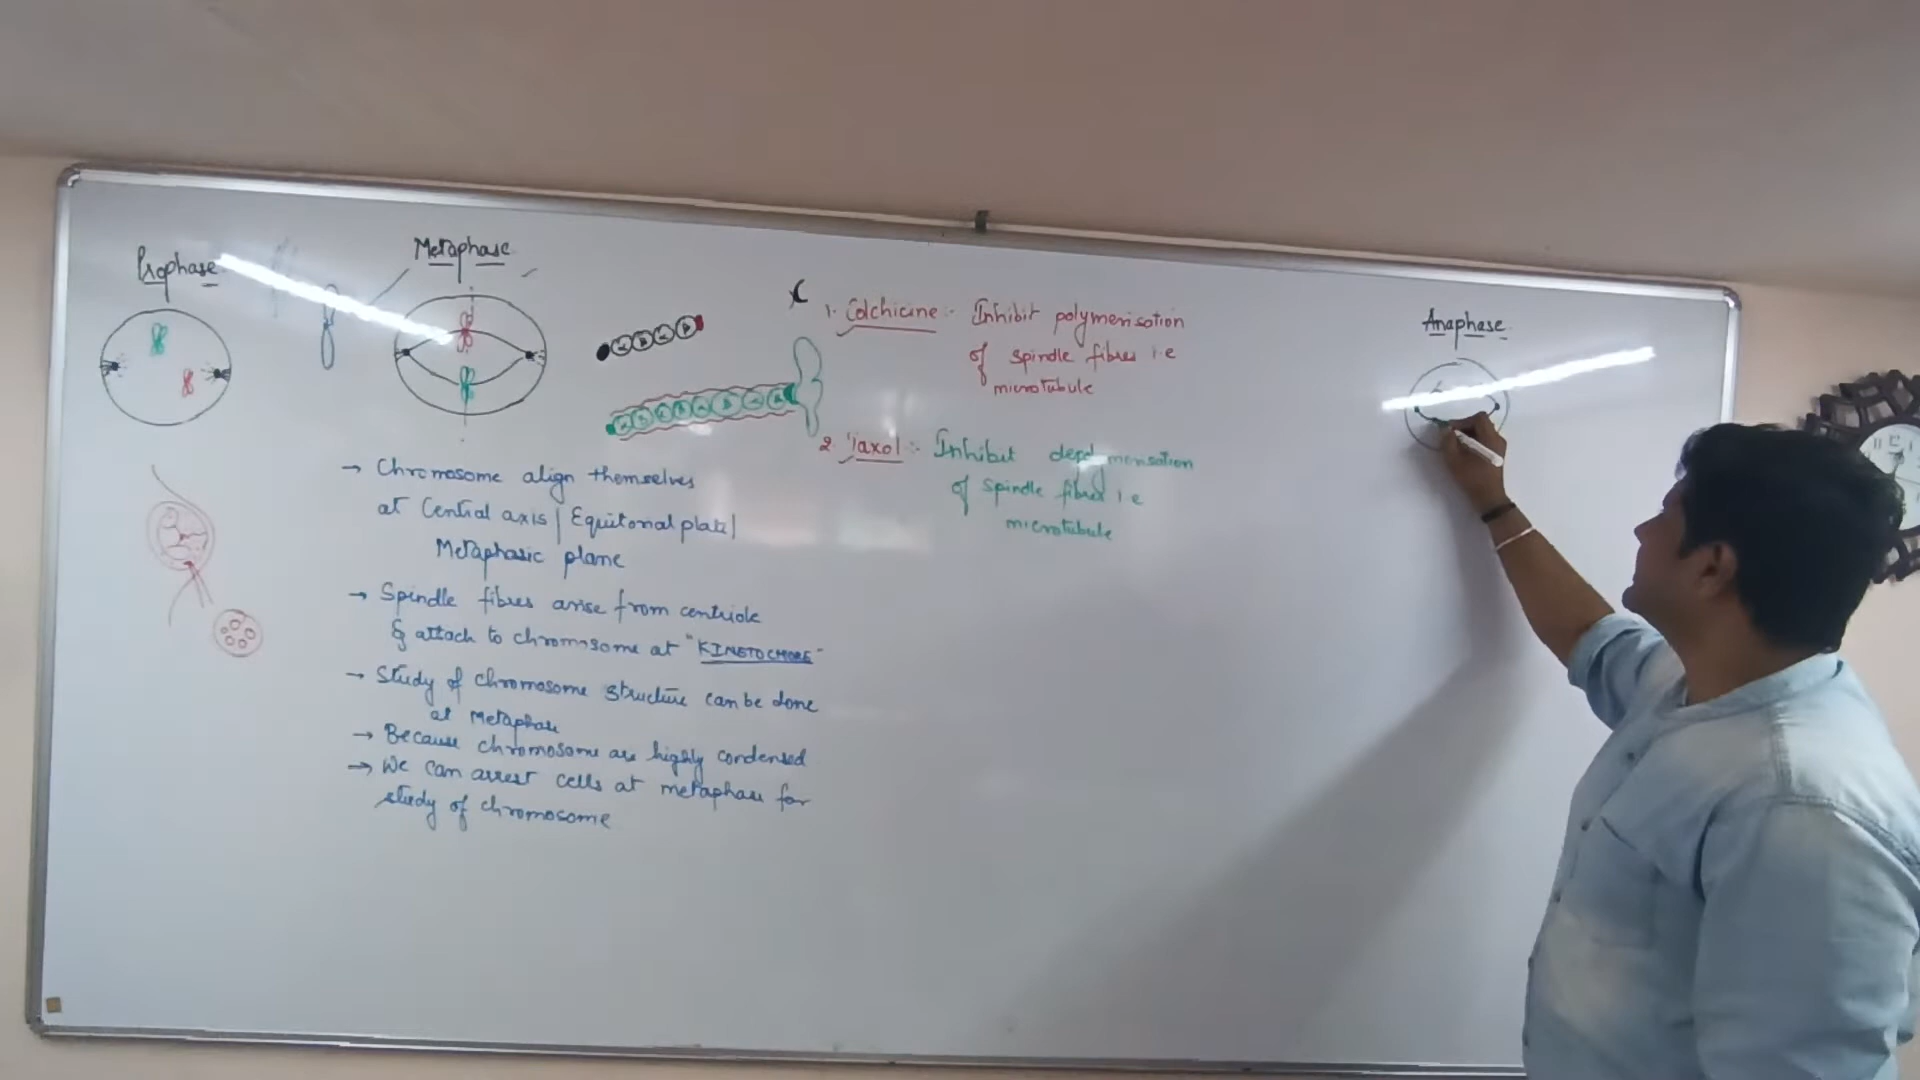 Prophase
Metaphase
→ Chromosome align themselves
at Central axis | Equitorial plate |
Metaphasic plane
→ Spindle fibres arise from centriole
& attach to chromosome at "KINETOCHORE"
→ Study of chromosome structure can be done
at Metaphase
→ Because chromosome are highly condensed
→ We can arrest cells at metaphase for
study of chromosome
1. Colchicine :- Inhibit polymerisation
of spindle fibres i.e
microtubule
2. Taxol :- Inhibit depolymerisation
of spindle fibres i.e
microtubule
Anaphase